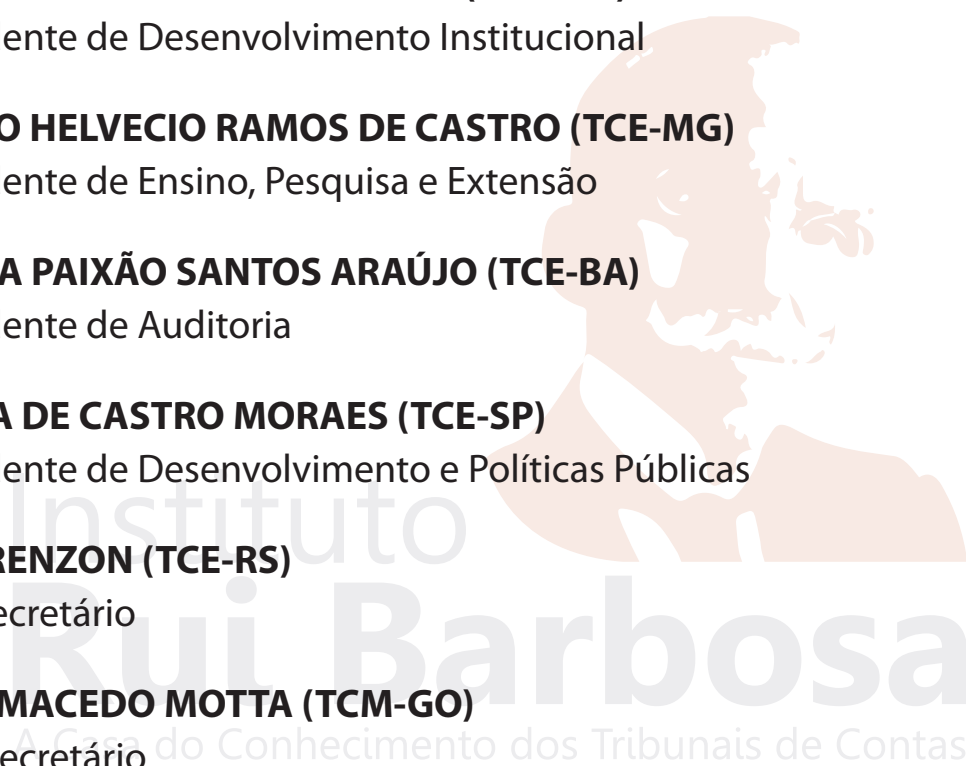 ente de Desenvolvimento Institucional
O HELVECIO RAMOS DE CASTRO (TCE-MG)
ente de Ensino, Pesquisa e Extensão
A PAIXÃO SANTOS ARAÚJO (TCE-BA)
ente de Auditoria
A DE CASTRO MORAES (TCE-SP)
ente de Desenvolvimento e Políticas Públicas
Instituto
RENZON (TCE-RS)
ecretário
Rui Barbosa
MACEDO MOTTA (TCM-GO)
A Casa do Conhecimento dos Tribunais de Contas
ecretário